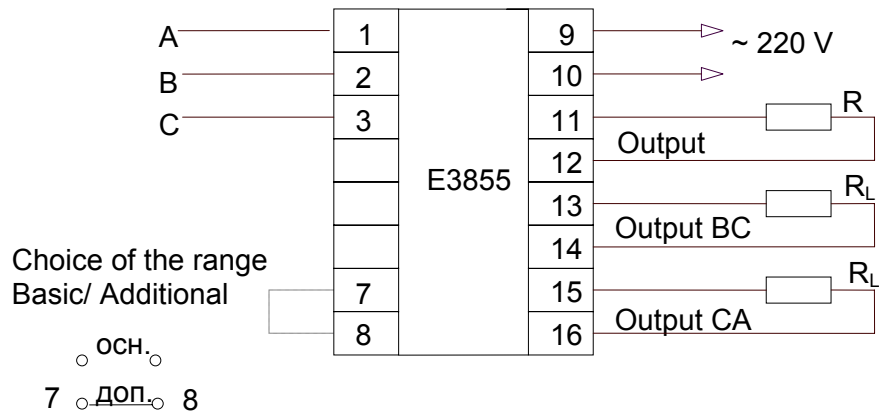 A 1 9 ~ 220 V
B 2 10
C 3 11 R
12 Output
E3855
13 RL
14 Output BC
Choice of the range
Basic/ Additional
7 15 RL
8 16 Output CA
осн.
7 доп. 8